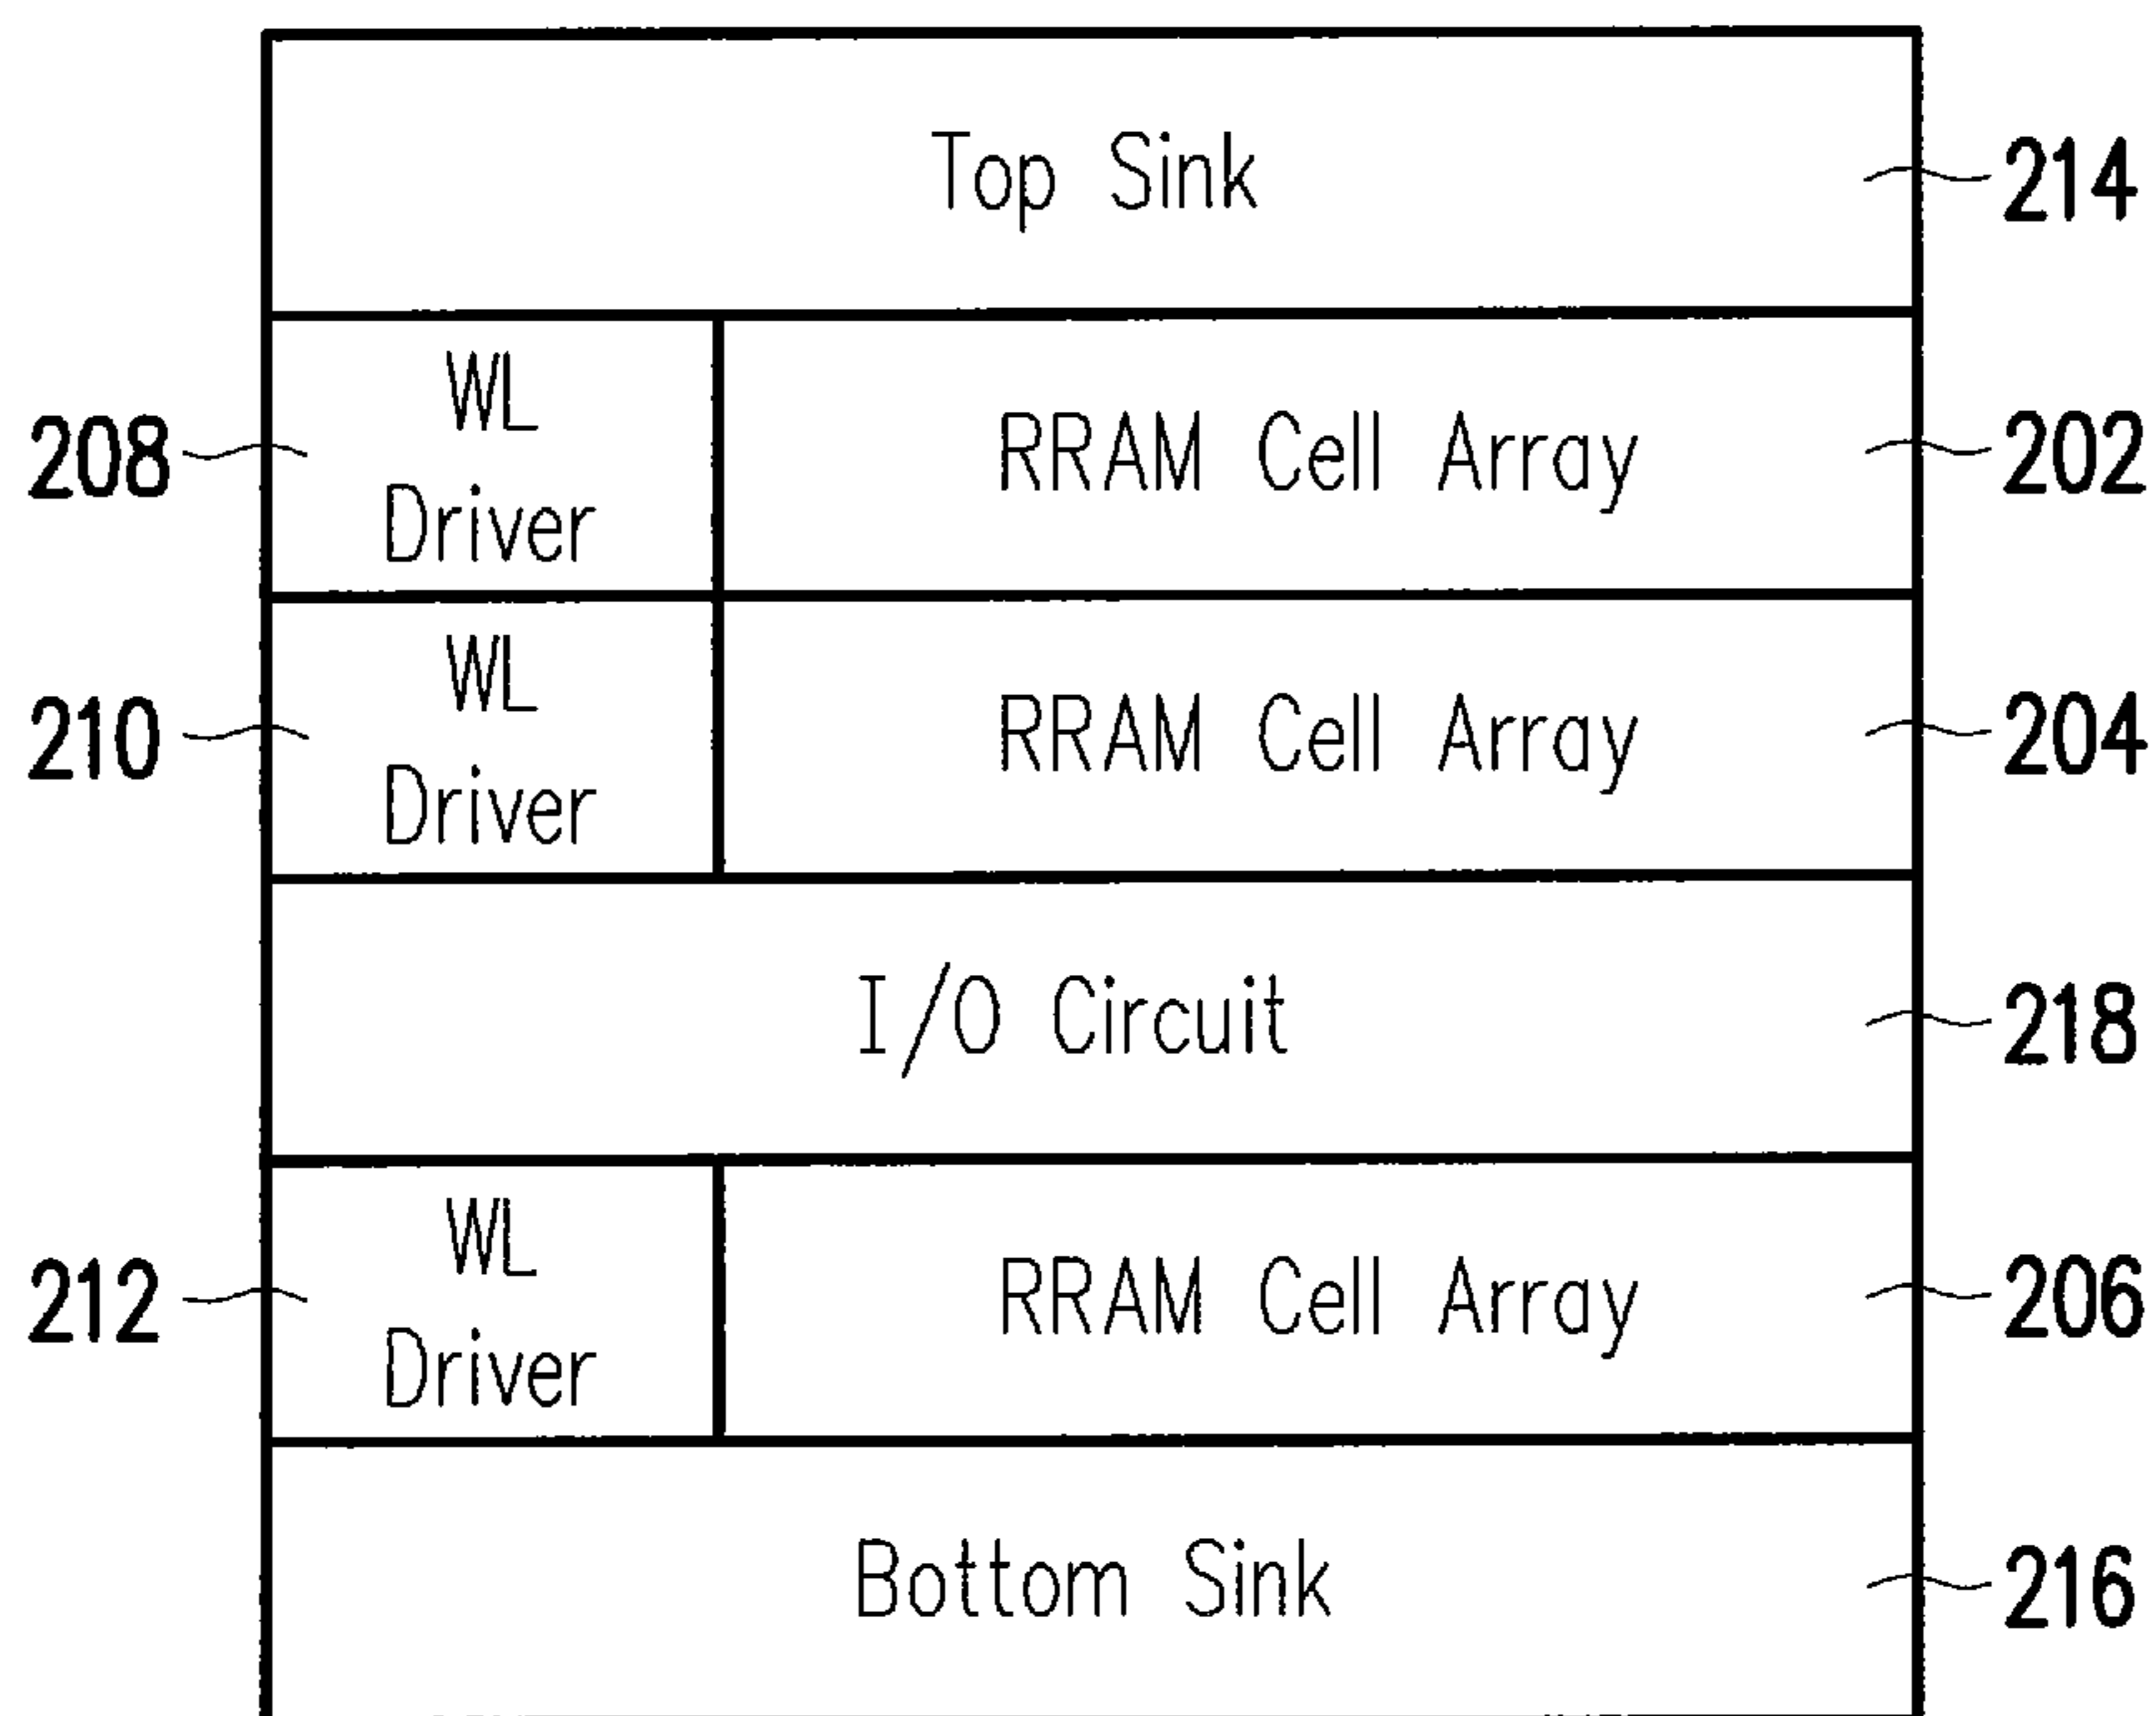 Top Sink
214
208
WL
Driver
RRAM Cell Array
202
210
WL
Driver
RRAM Cell Array
204
I/O Circuit
218
212
WL
Driver
RRAM Cell Array
206
Bottom Sink
216